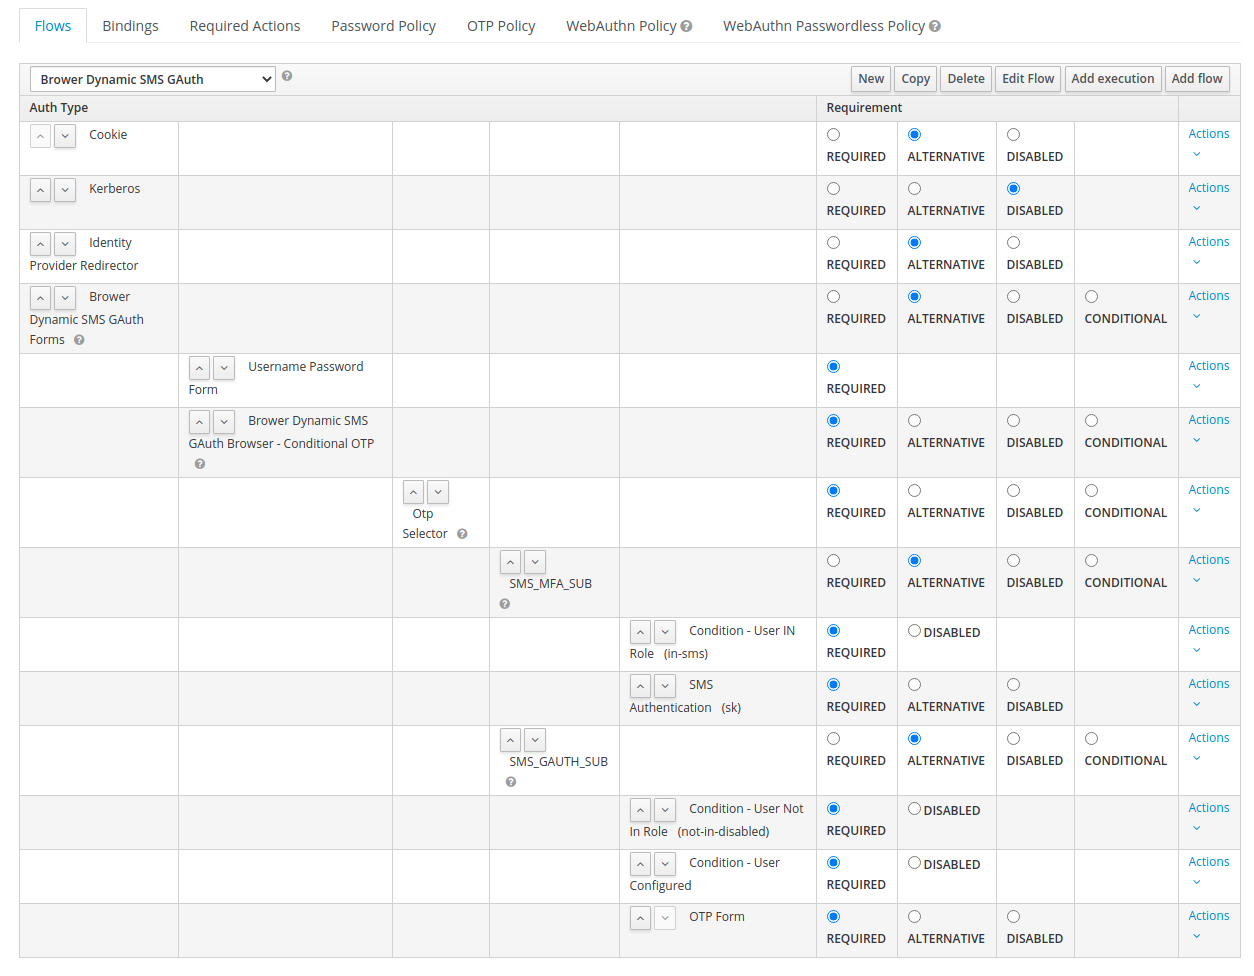 Flows Bindings Required Actions Password Policy OTP Policy WebAuthn Policy WebAuthn Passwordless Policy
Brower Dynamic SMS GAuth New Copy Delete Edit Flow Add execution Add flow
Auth Type Requirement
Cookie Actions
REQUIRED ALTERNATIVE DISABLED
Kerberos Actions
REQUIRED ALTERNATIVE DISABLED
Identity Actions
Provider Redirector REQUIRED ALTERNATIVE DISABLED
Brower Actions
Dynamic SMS GAuth REQUIRED ALTERNATIVE DISABLED CONDITIONAL
Forms
Username Password Actions
Form REQUIRED
Brower Dynamic SMS Actions
GAuth Browser - Conditional OTP REQUIRED ALTERNATIVE DISABLED CONDITIONAL
Actions
Otp REQUIRED ALTERNATIVE DISABLED CONDITIONAL
Selector
Actions
SMS_MFA_SUB REQUIRED ALTERNATIVE DISABLED CONDITIONAL
Condition - User IN DISABLED Actions
Role (in-sms) REQUIRED
SMS Actions
Authentication (sk) REQUIRED ALTERNATIVE DISABLED
Actions
SMS_GAUTH_SUB REQUIRED ALTERNATIVE DISABLED CONDITIONAL
Condition - User Not DISABLED Actions
In Role (not-in-disabled) REQUIRED
Condition - User DISABLED Actions
Configured REQUIRED
OTP Form Actions
REQUIRED ALTERNATIVE DISABLED